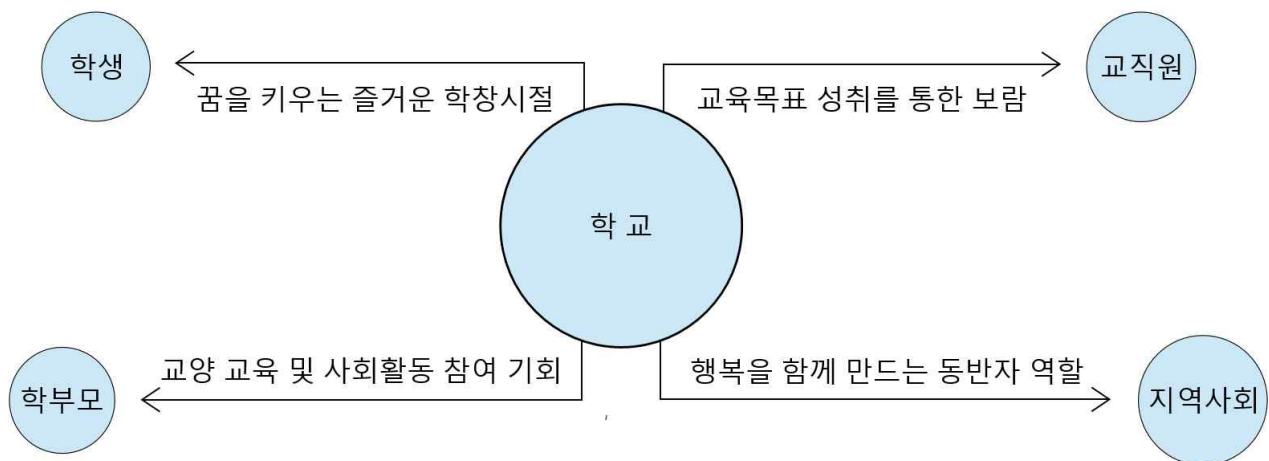 학생
꿈을 키우는 즐거운 학창시절
교육목표 성취를 통한 보람
교직원
학 교
학부모
교양 교육 및 사회활동 참여 기회
행복을 함께 만드는 동반자 역할
지역사회